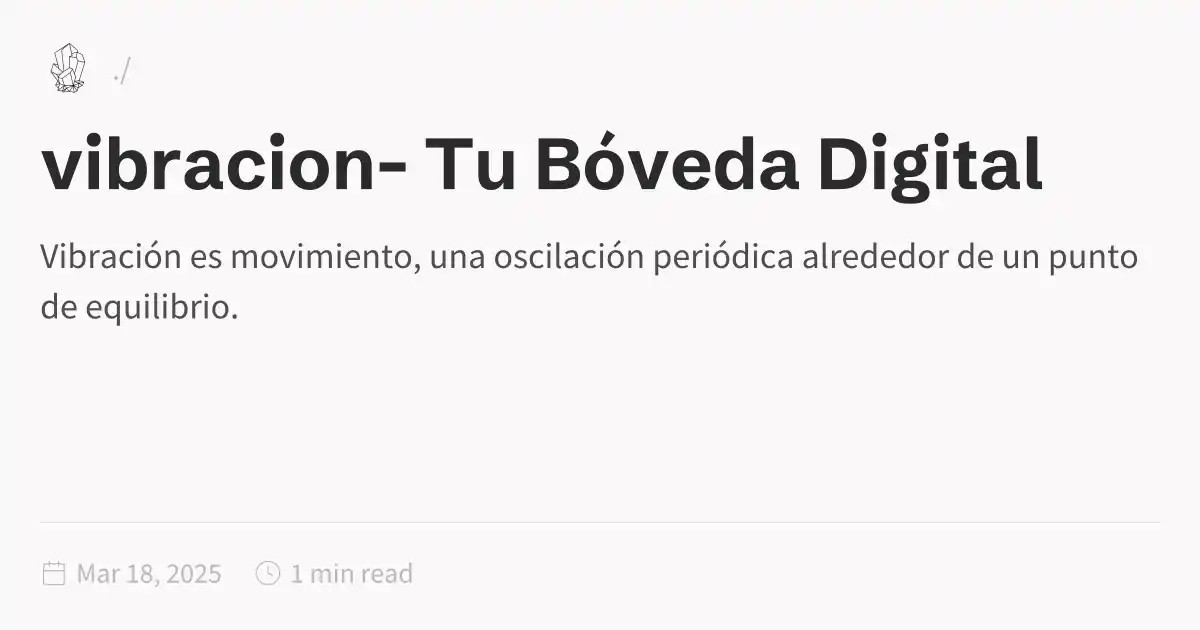 ./
vibracion- Tu Bóveda Digital
Vibración es movimiento, una oscilación periódica alrededor de un punto
de equilibrio.
Mar 18, 2025 1 min read